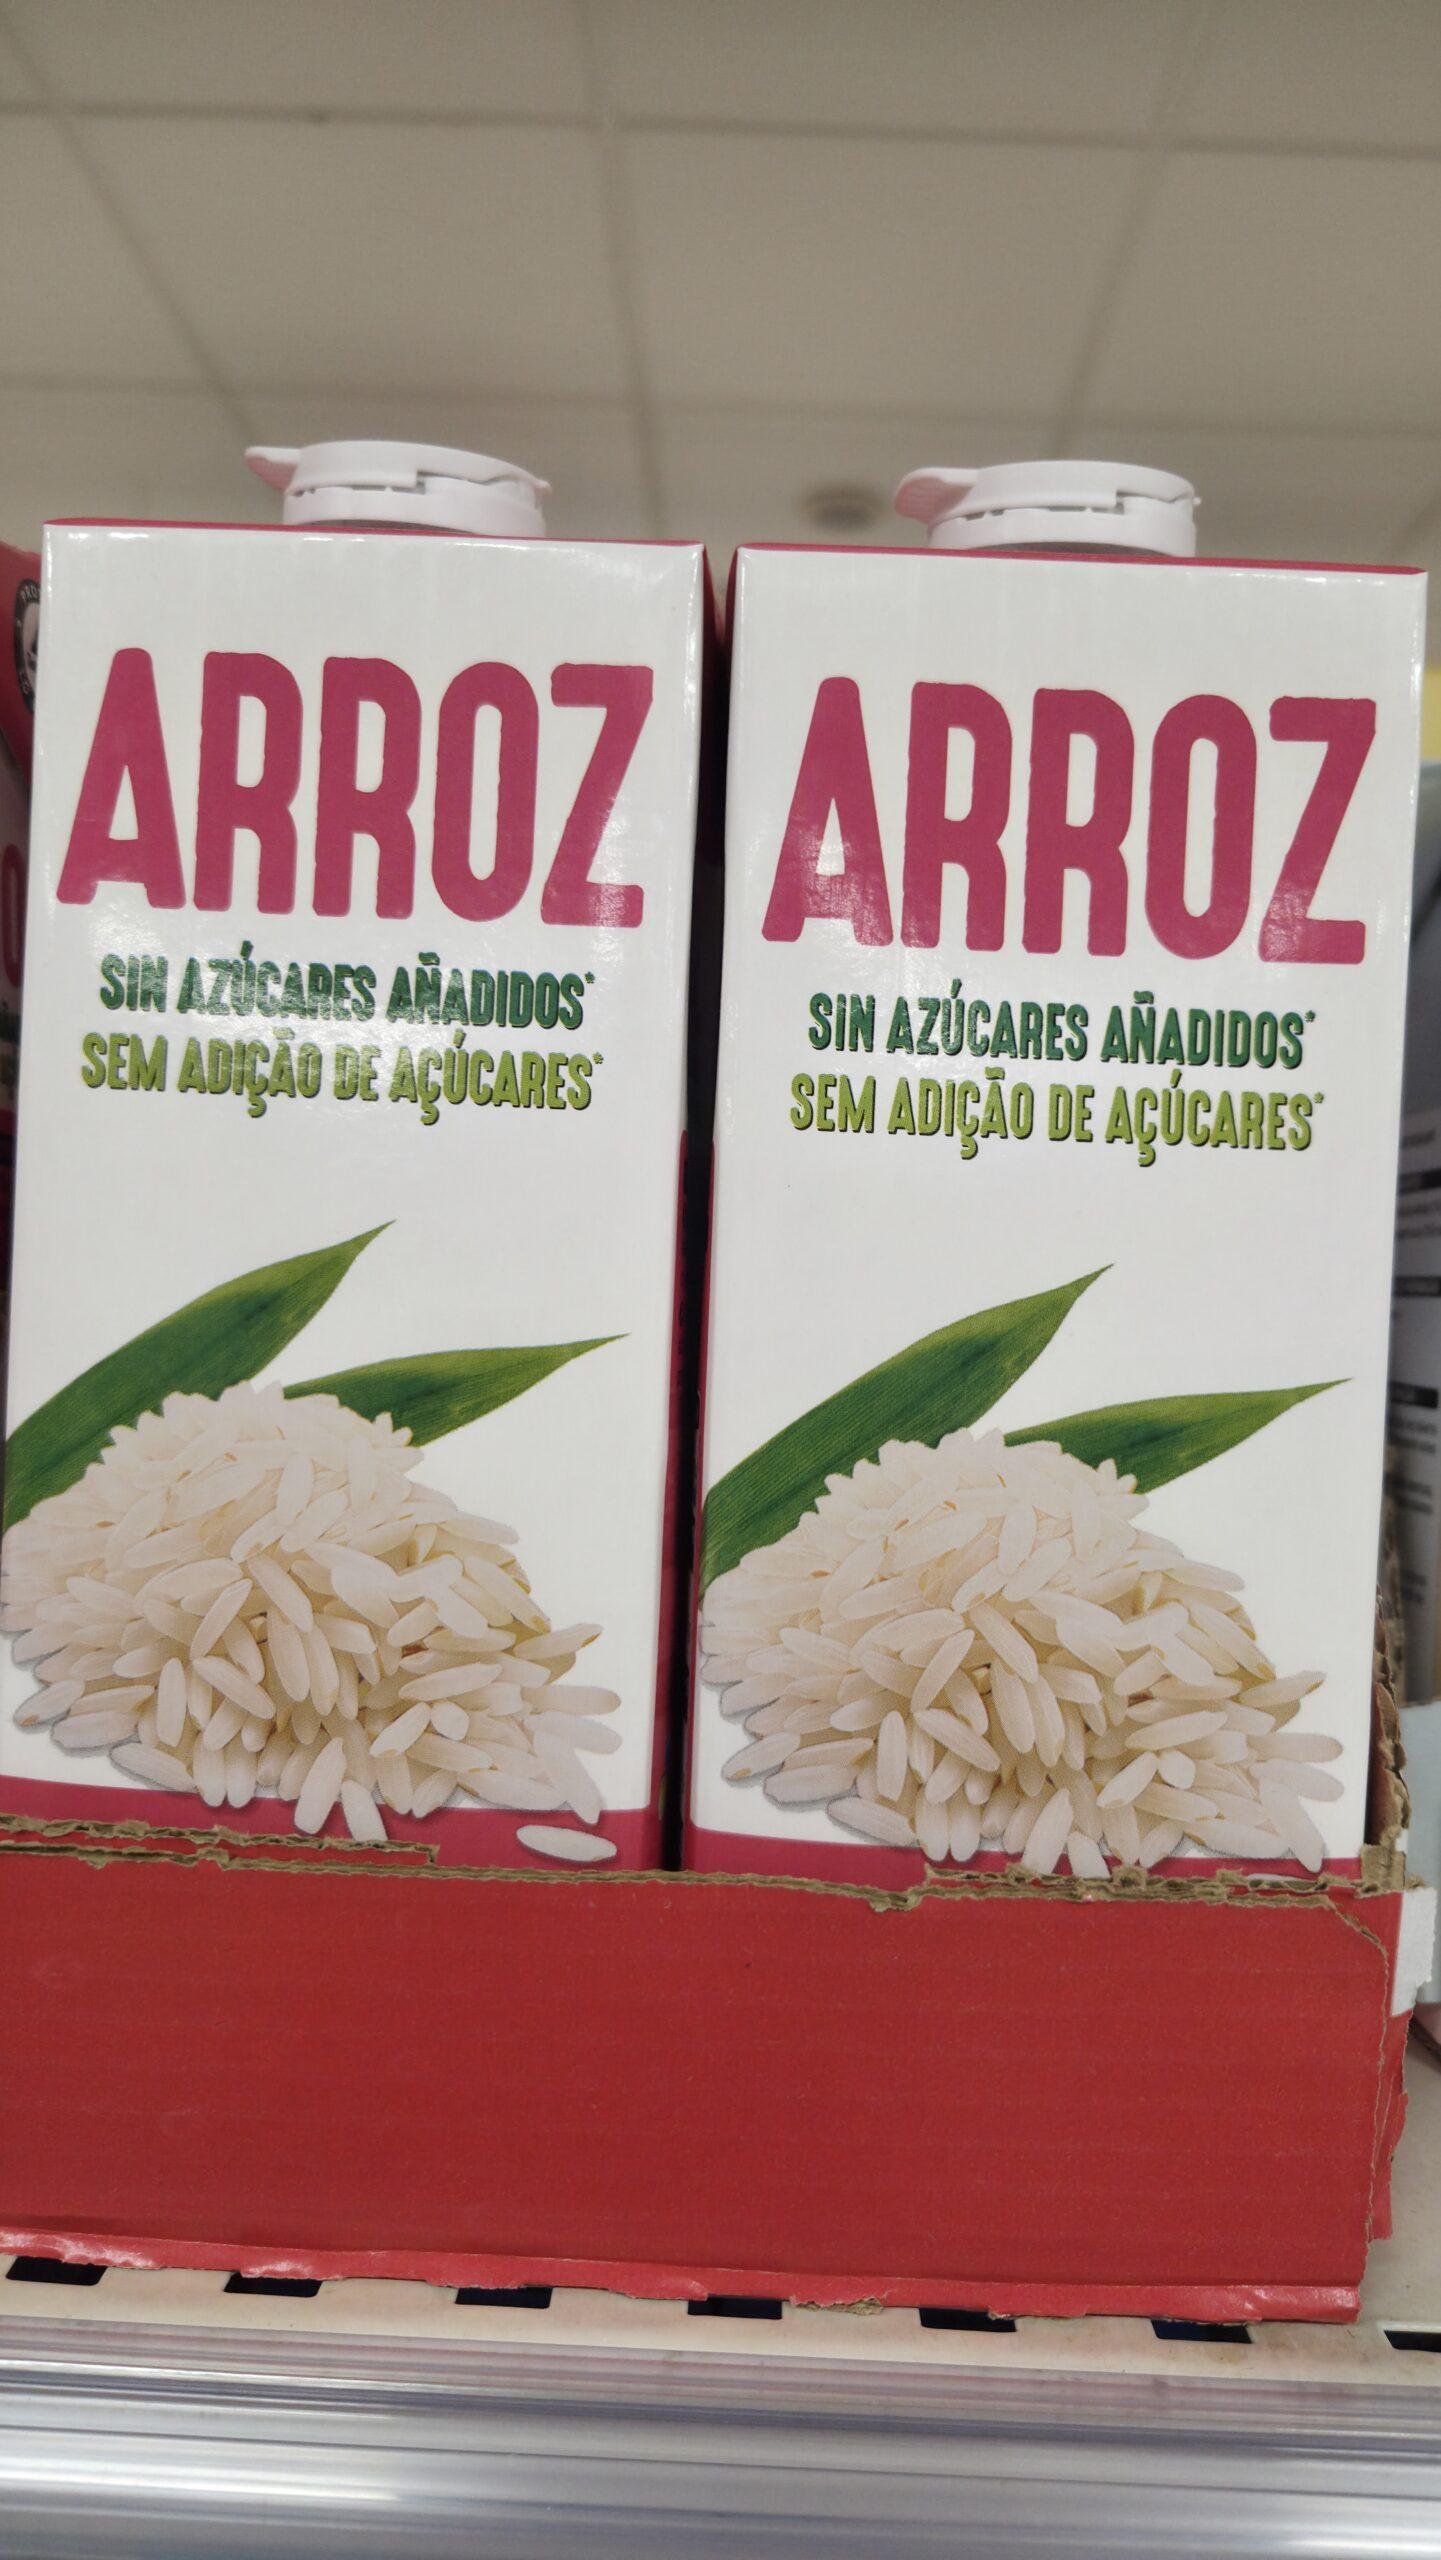 ARROZ
SIN AZÚCARES AÑADIDOS*
SEM ADIÇÃO DE AÇÚCARES*
ARROZ
SIN AZÚCARES AÑADIDOS*
SEM ADIÇÃO DE AÇÚCARES*